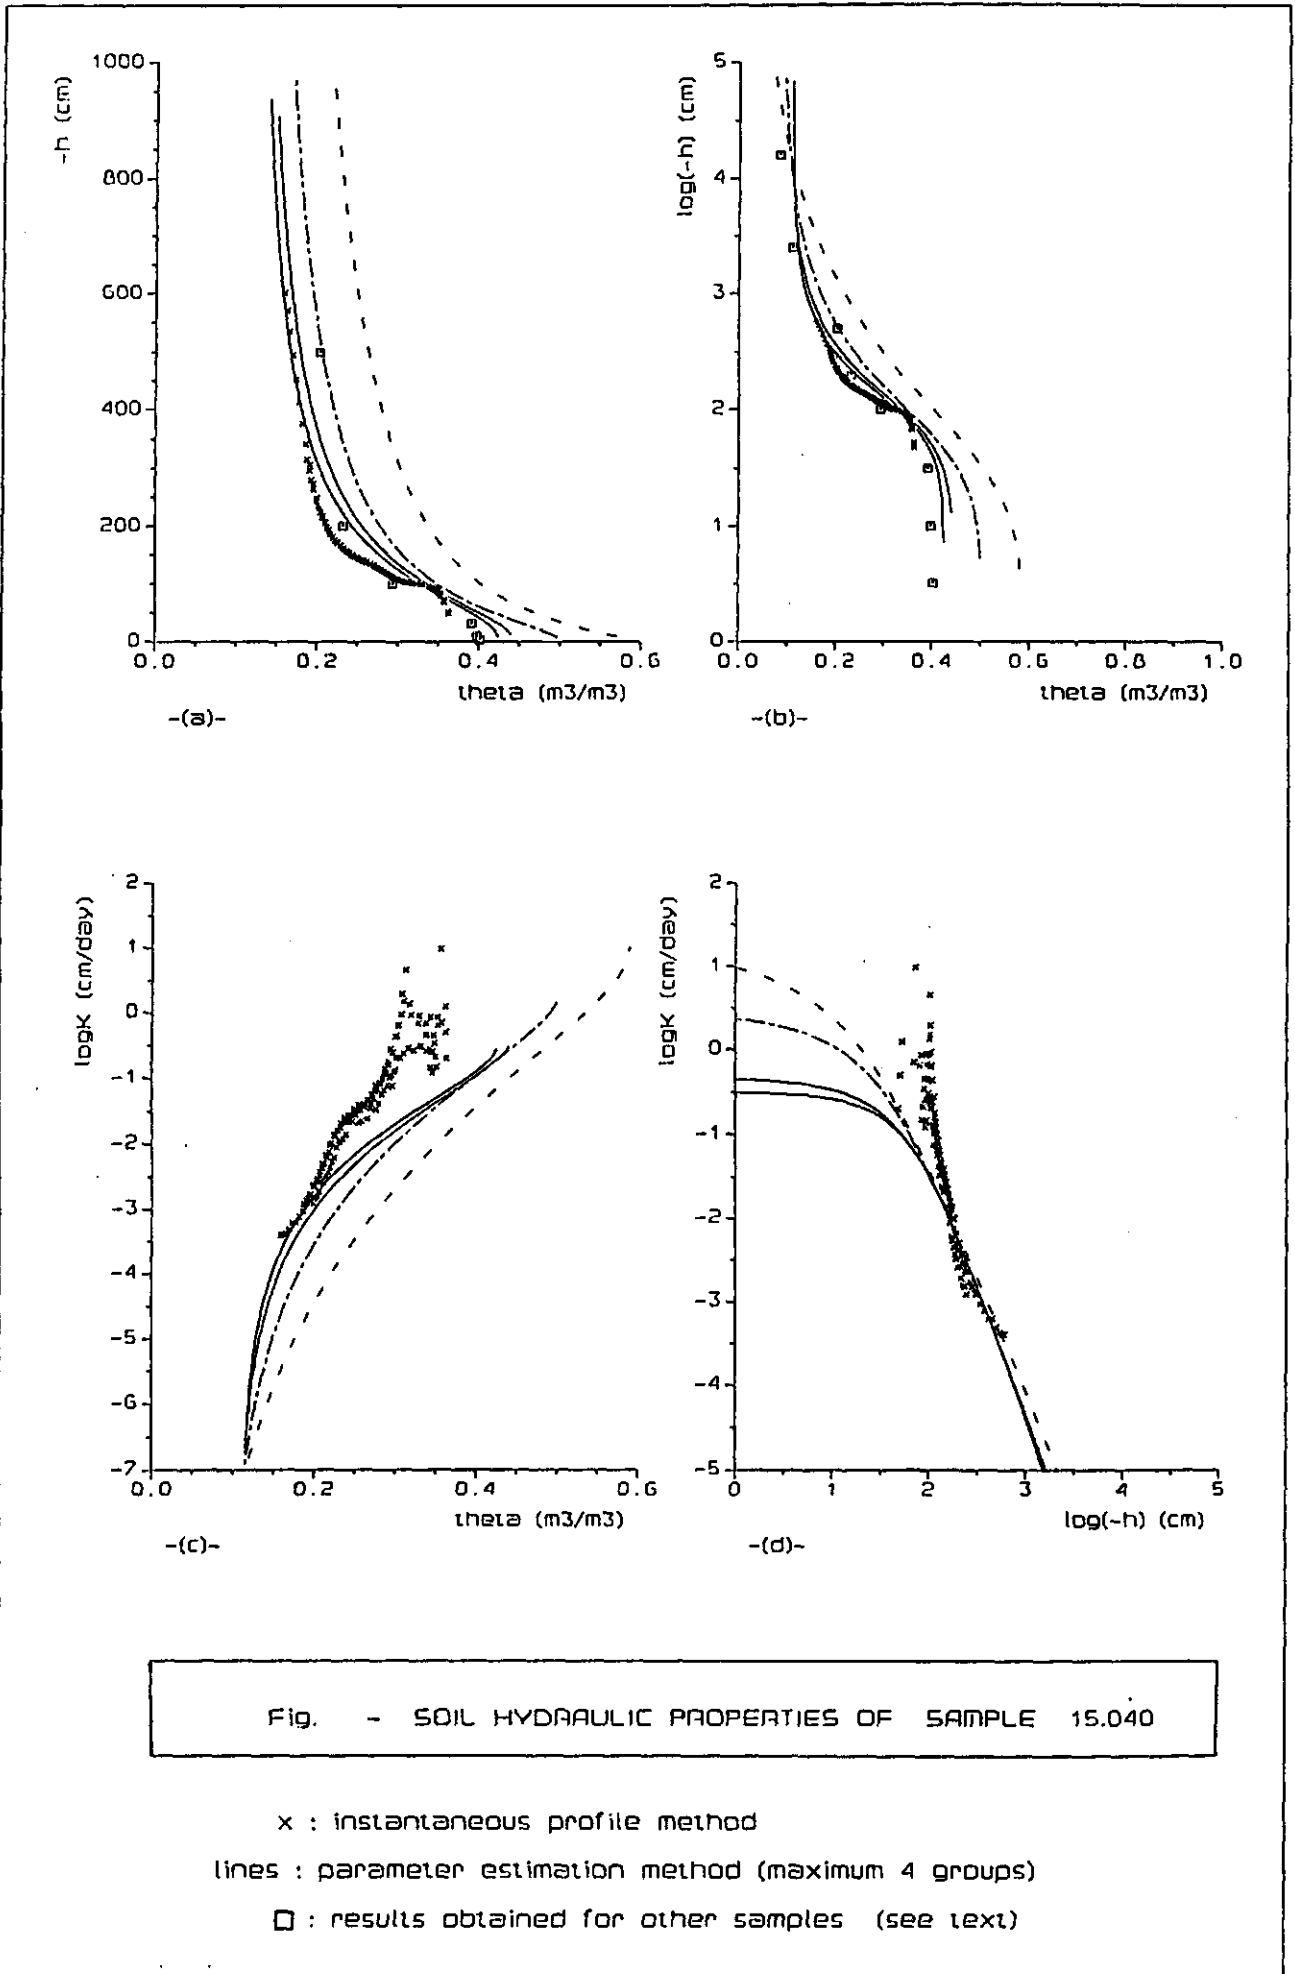 1000
800
600
400
200
0
-h (cm)
0.0 0.2 0.4 0.6
theta (m3/m3)
-(a)-
5
4
3
2
1
0
log(-h) (cm)
0.0 0.2 0.4 0.6 0.8 1.0
theta (m3/m3)
-(b)-
2
1
0
-1
-2
-3
-4
-5
-6
-7
logK (cm/day)
0.0 0.2 0.4 0.6
theta (m3/m3)
-(c)-
2
1
0
-1
-2
-3
-4
-5
logK (cm/day)
0 1 2 3 4 5
log(-h) (cm)
-(d)-
Fig. - SOIL HYDRAULIC PROPERTIES OF SAMPLE 15.040
x : instantaneous profile method
lines : parameter estimation method (maximum 4 groups)
□ : results obtained for other samples (see text)